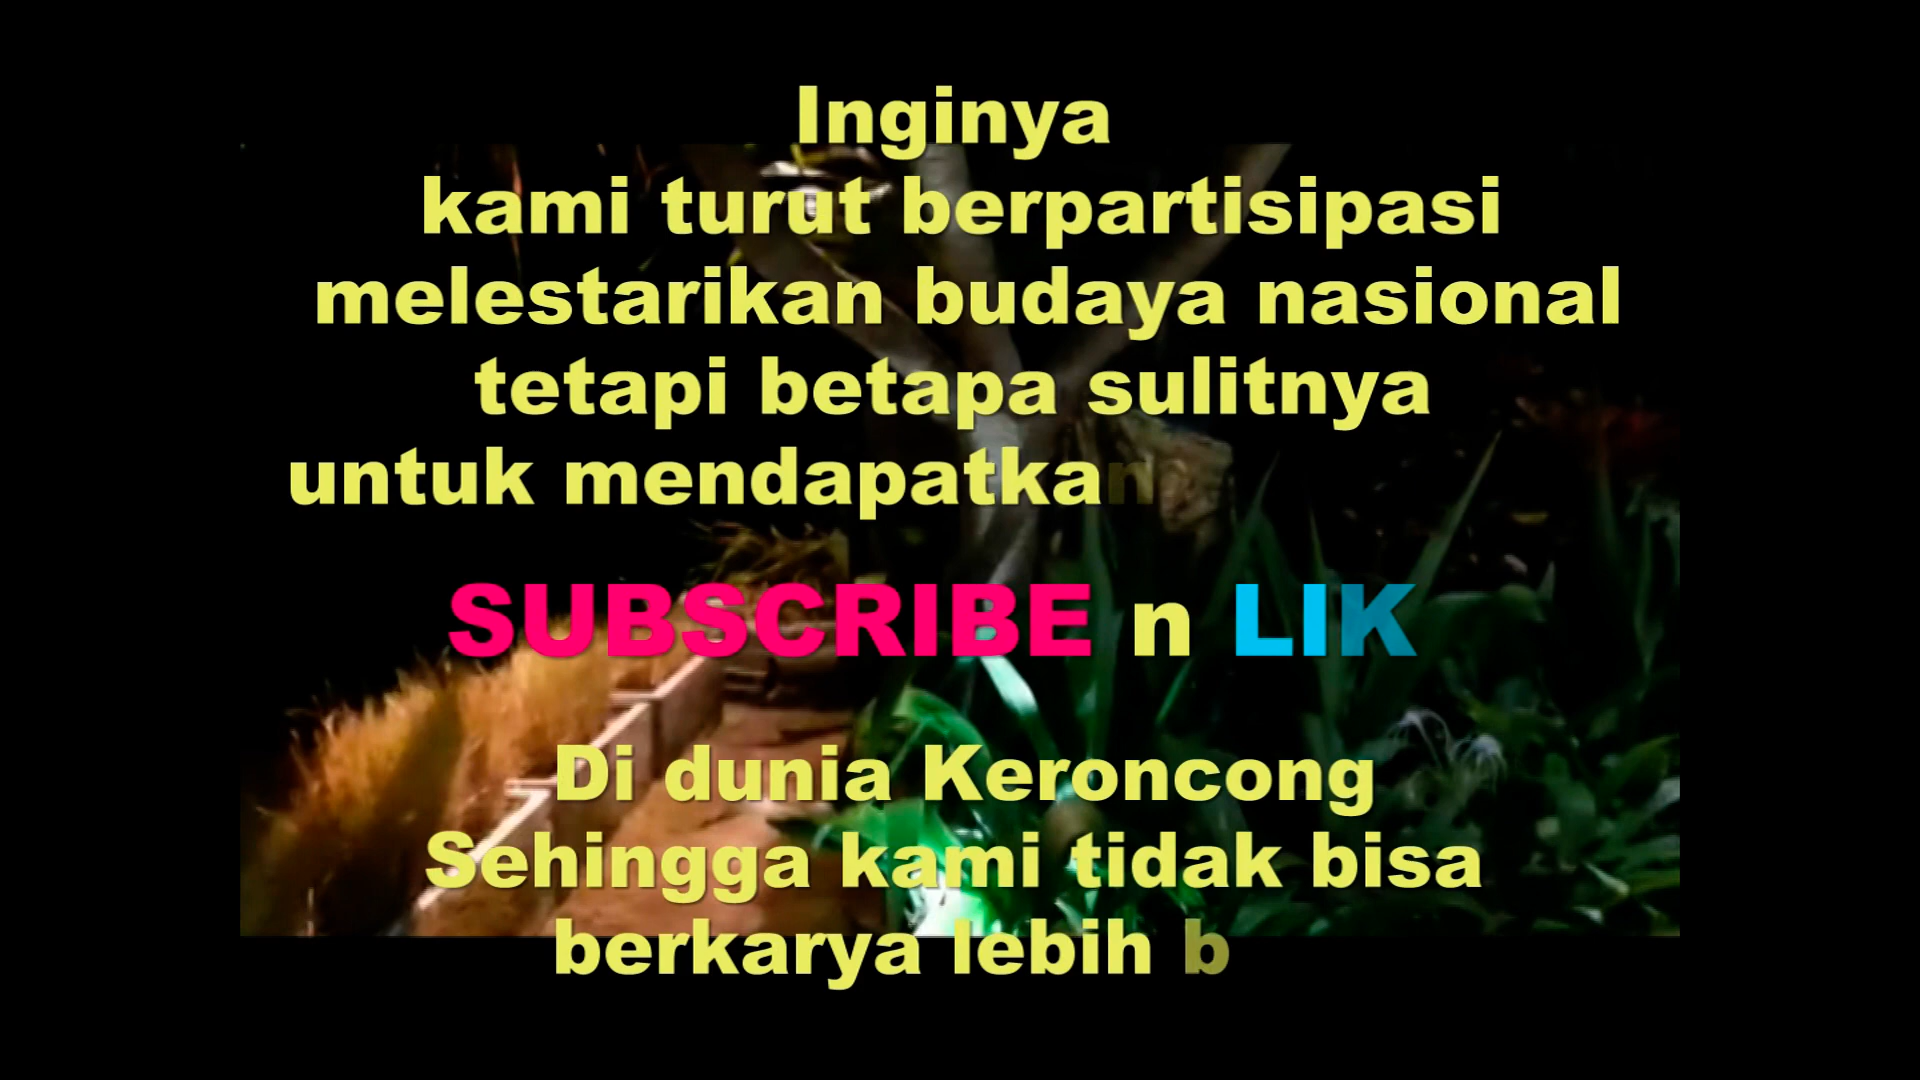 Inginya
kami turut berpartisipasi
melestarikan budaya nasional
tetapi betapa sulitnya
untuk mendapatkan
SUBSCRIBE n LIK
Di dunia Keroncong
Sehingga kami tidak bisa
berkarya lebih b